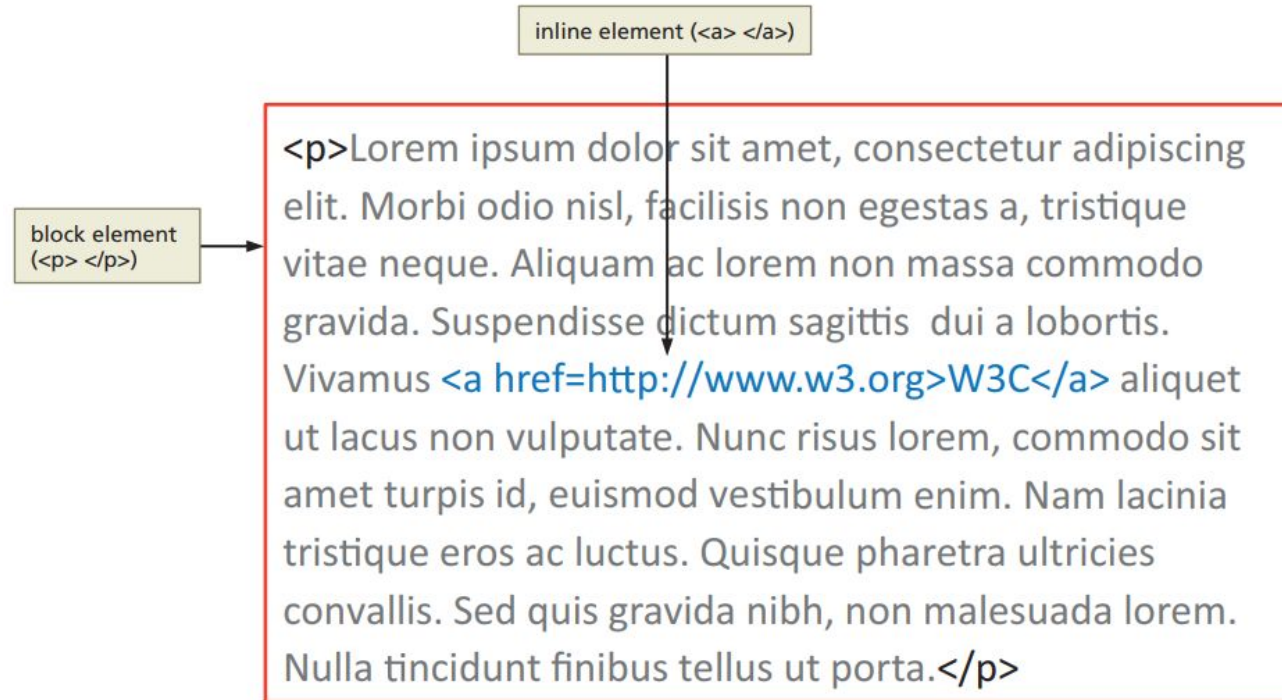 inline element (<a> </a>)
<p>Lorem ipsum dolor sit amet, consectetur adipiscing
elit. Morbi odio nisl, facilisis non egestas a, tristique
block element
(<p> </p>)
vitae neque. Aliquam ac lorem non massa commodo
gravida. Suspendisse dictum sagittis  dui a lobortis.
Vivamus <a href=http://www.w3.org>W3C</a> aliquet
ut lacus non vulputate. Nunc risus lorem, commodo sit
amet turpis id, euismod vestibulum enim. Nam lacinia
tristique eros ac luctus. Quisque pharetra ultricies
convallis. Sed quis gravida nibh, non malesuada lorem.
Nulla tincidunt finibus tellus ut porta.</p>